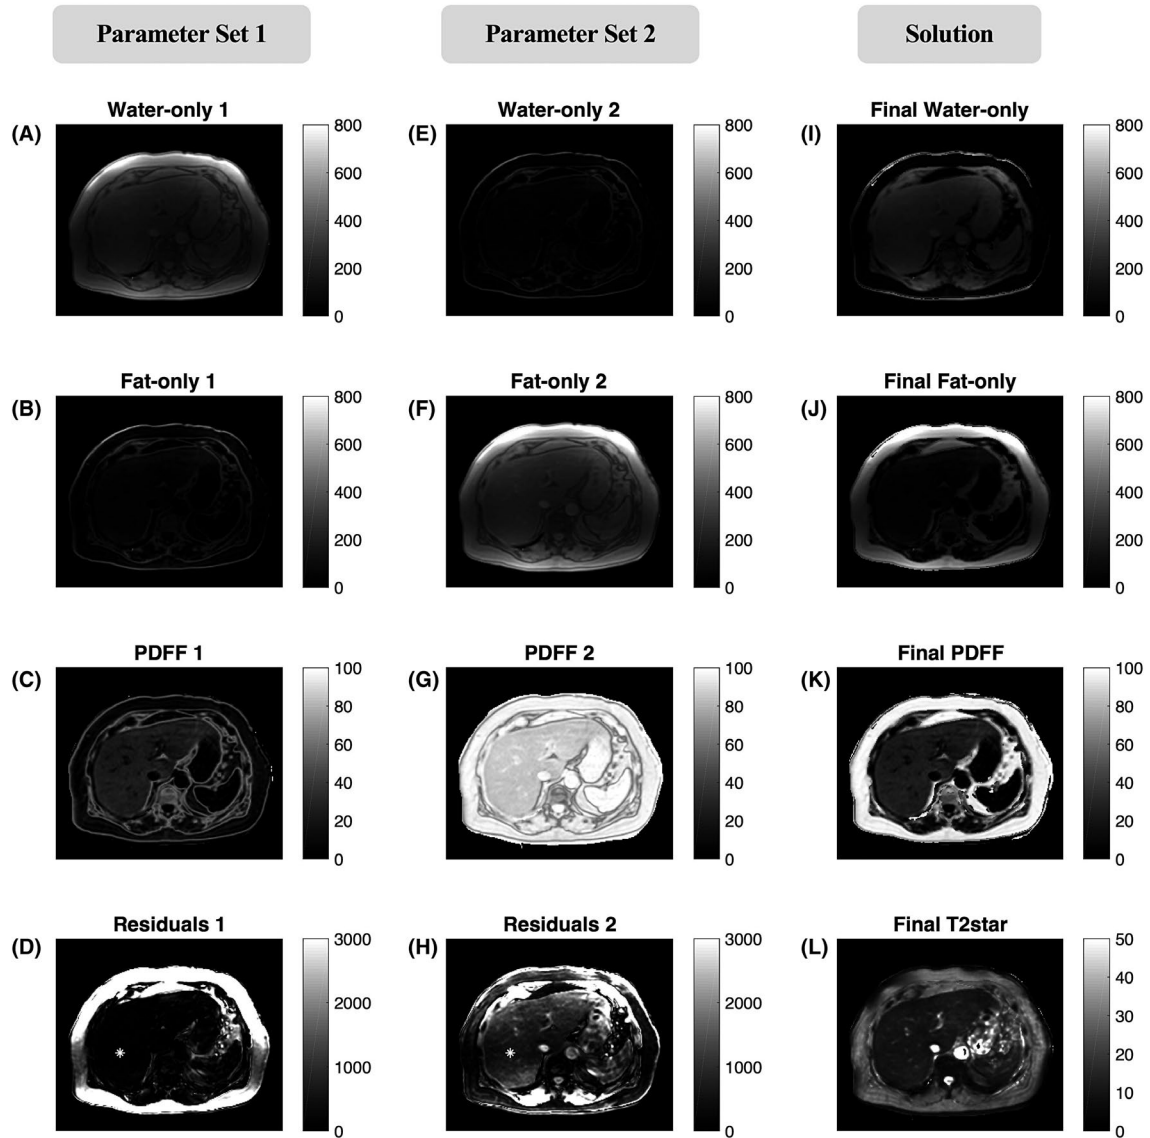 Parameter Set 1
Parameter Set 2
Solution
Water-only 1
Water-only 2
Final Water-only
(A)
800
600
400
200
0
(E)
800
600
400
200
0
(I)
800
600
400
200
0
Fat-only 1
Fat-only 2
Final Fat-only
(B)
800
600
400
200
0
(F)
800
600
400
200
0
(J)
800
600
400
200
0
PDFF 1
PDFF 2
Final PDFF
(C)
100
80
60
40
20
0
(G)
100
80
60
40
20
0
(K)
100
80
60
40
20
0
Residuals 1
Residuals 2
Final T2star
(D)
3000
2000
1000
0
(H)
3000
2000
1000
0
(L)
50
40
30
20
10
0